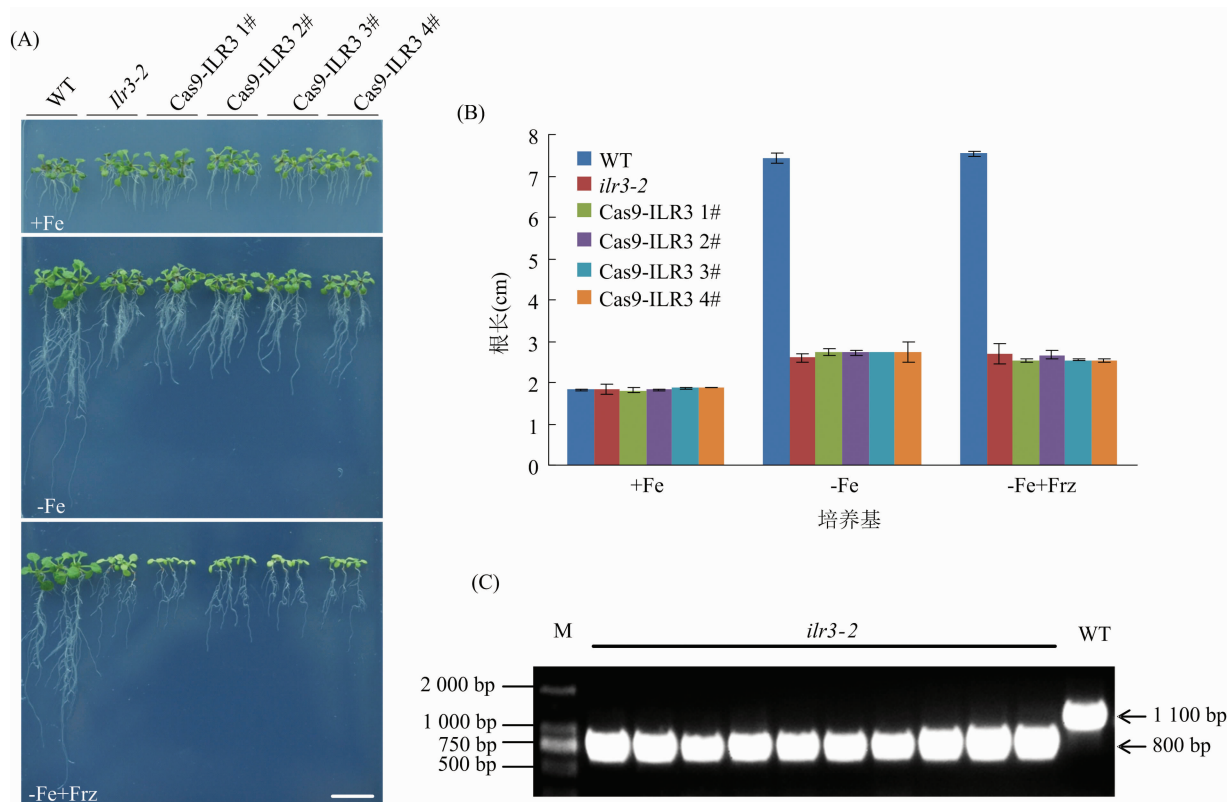 (A)
WT
Ilr3-2
Cas9-ILR3 1#
Cas9-ILR3 2#
Cas9-ILR3 3#
Cas9-ILR3 4#
+Fe
-Fe
-Fe+Frz
(B)
WT
ilr3-2
Cas9-ILR3 1#
Cas9-ILR3 2#
Cas9-ILR3 3#
Cas9-ILR3 4#
根长(cm)
8
7
6
5
4
3
2
1
0
+Fe
-Fe
-Fe+Frz
培养基
(C)
M
ilr3-2
WT
2 000 bp
1 000 bp
750 bp
500 bp
1 100 bp
800 bp